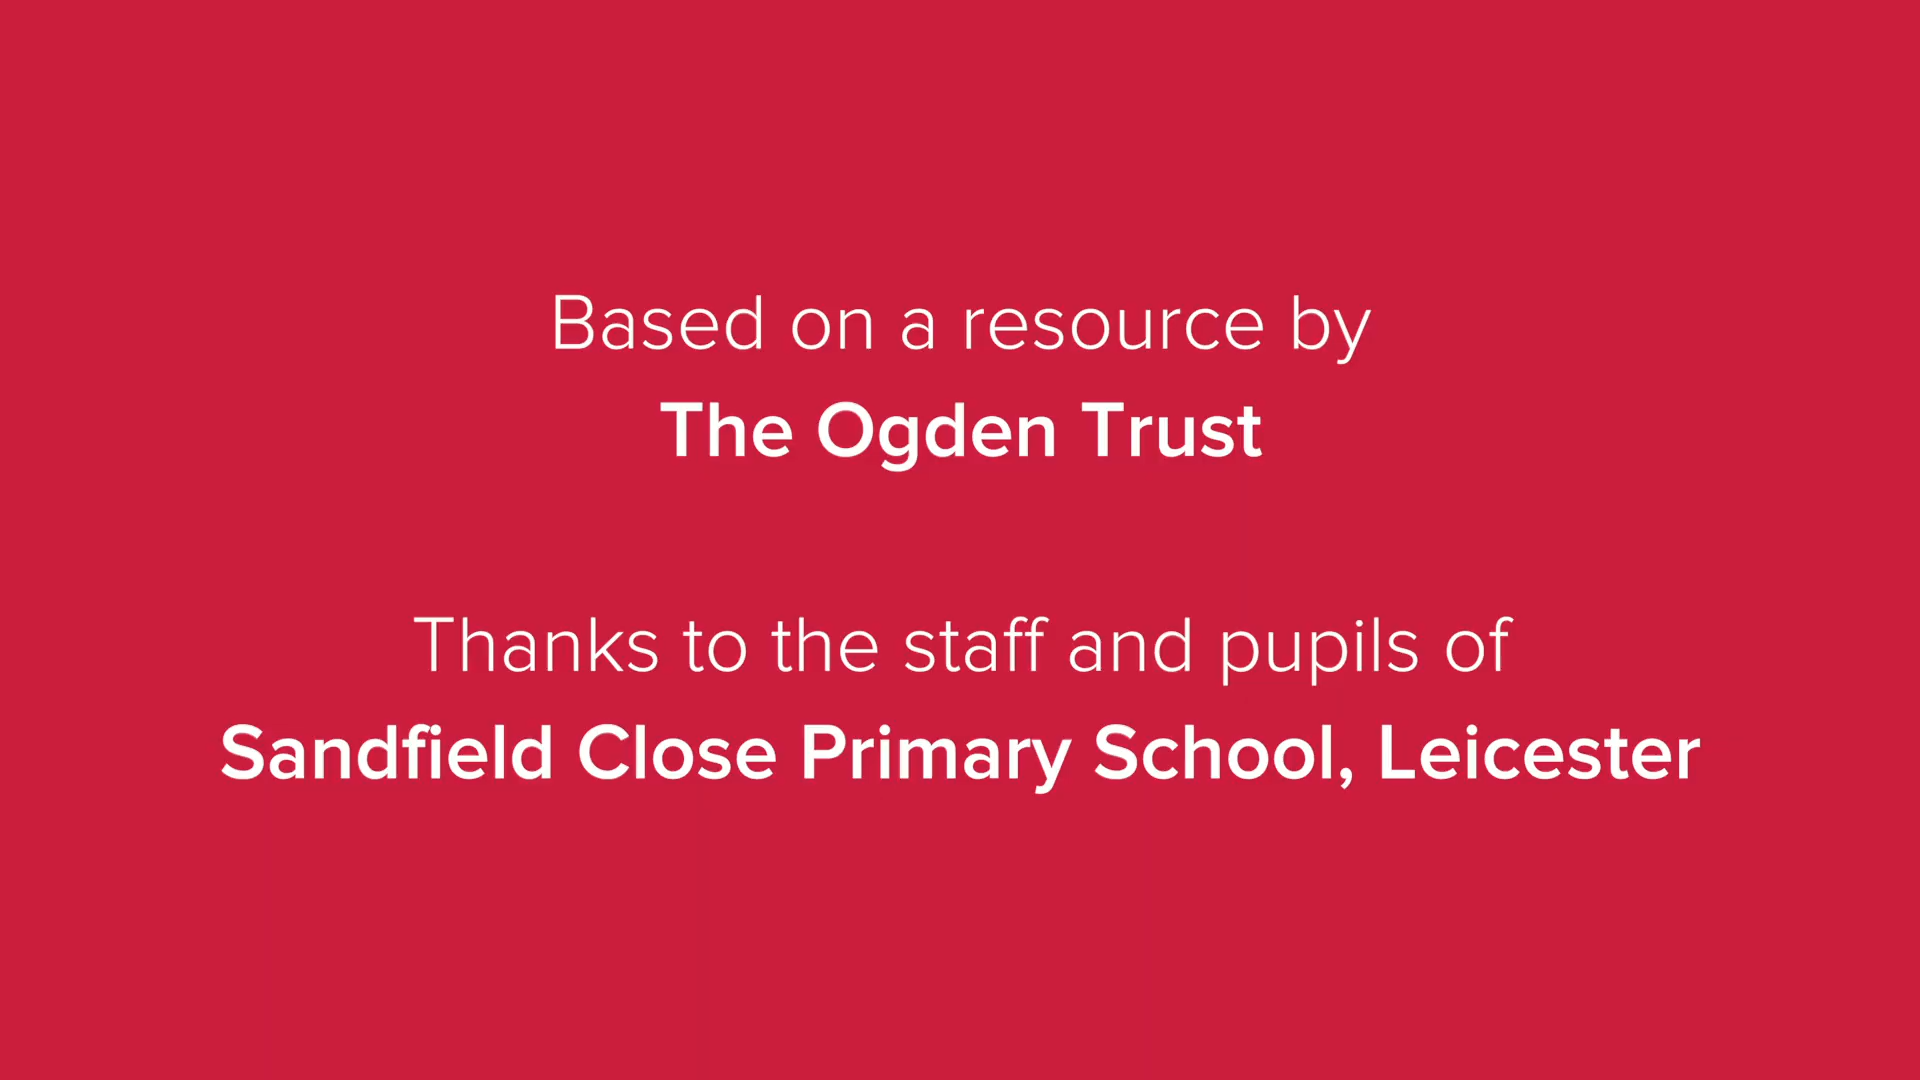 Based on a resource by
The Ogden Trust
Thanks to the staff and pupils of
Sandfield Close Primary School, Leicester